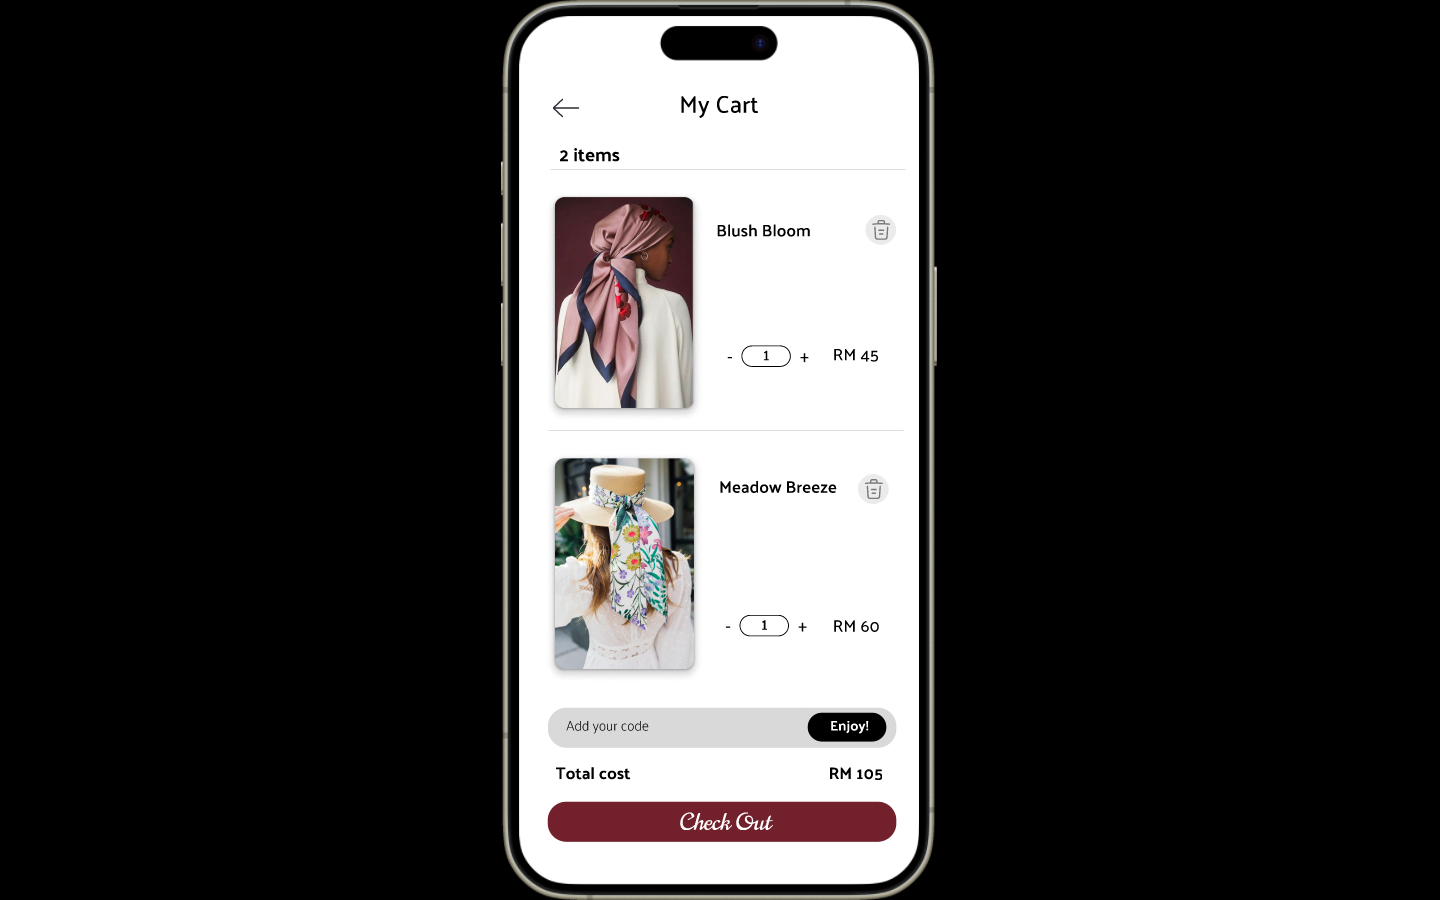 My Cart
2 items
Blush Bloom
- 1 + RM 45
Meadow Breeze
- 1 + RM 60
Add your code Enjoy!
Total cost RM 105
Check Out